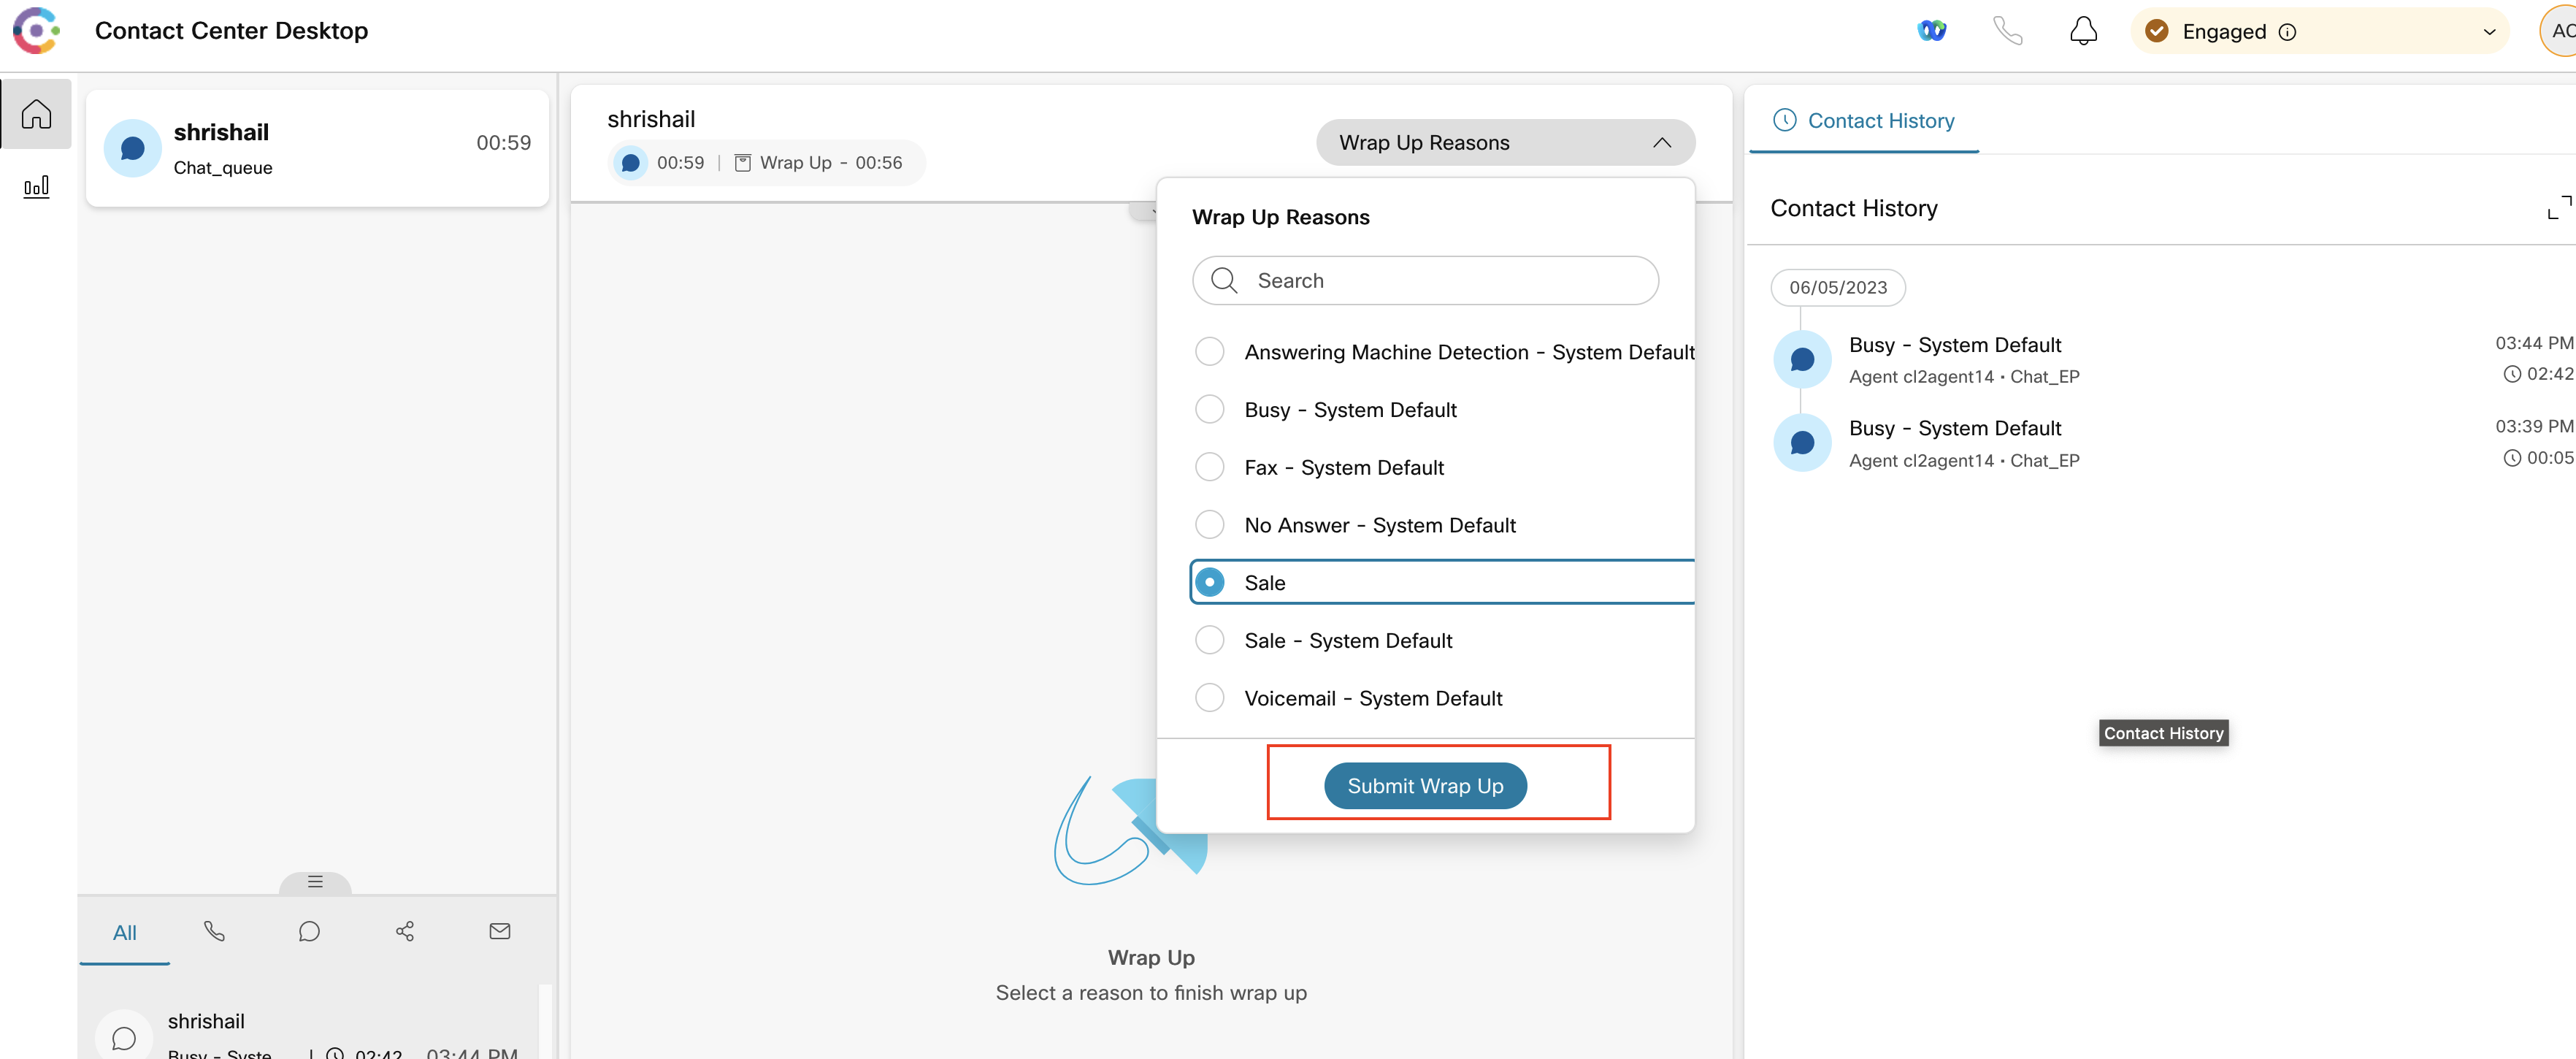 Contact Center Desktop
Engaged
AC
shrishail
00:59
Chat_queue
shrishail
00:59 | Wrap Up - 00:56
Wrap Up Reasons
Wrap Up Reasons
Search
Answering Machine Detection - System Default
Busy - System Default
Fax - System Default
No Answer - System Default
Sale
Sale - System Default
Voicemail - System Default
Submit Wrap Up
Wrap Up
Select a reason to finish wrap up
Contact History
Contact History
06/05/2023
Busy - System Default
03:44 PM
Agent cl2agent14 • Chat_EP
02:42
Busy - System Default
03:39 PM
Agent cl2agent14 • Chat_EP
00:05
Contact History
All
shrishail
Busy - Syste
02:42
03:44 PM